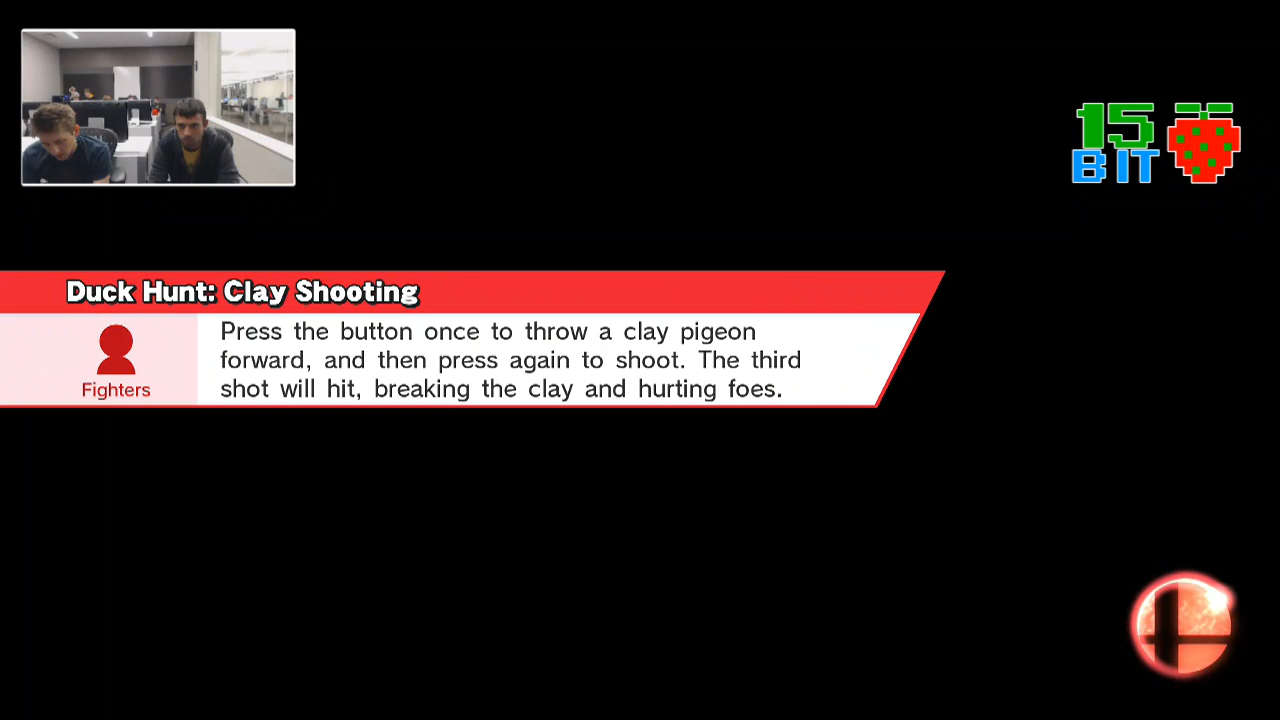 15
BIT
Duck Hunt: Clay Shooting
Fighters
Press the button once to throw a clay pigeon
forward, and then press again to shoot. The third
shot will hit, breaking the clay and hurting foes.